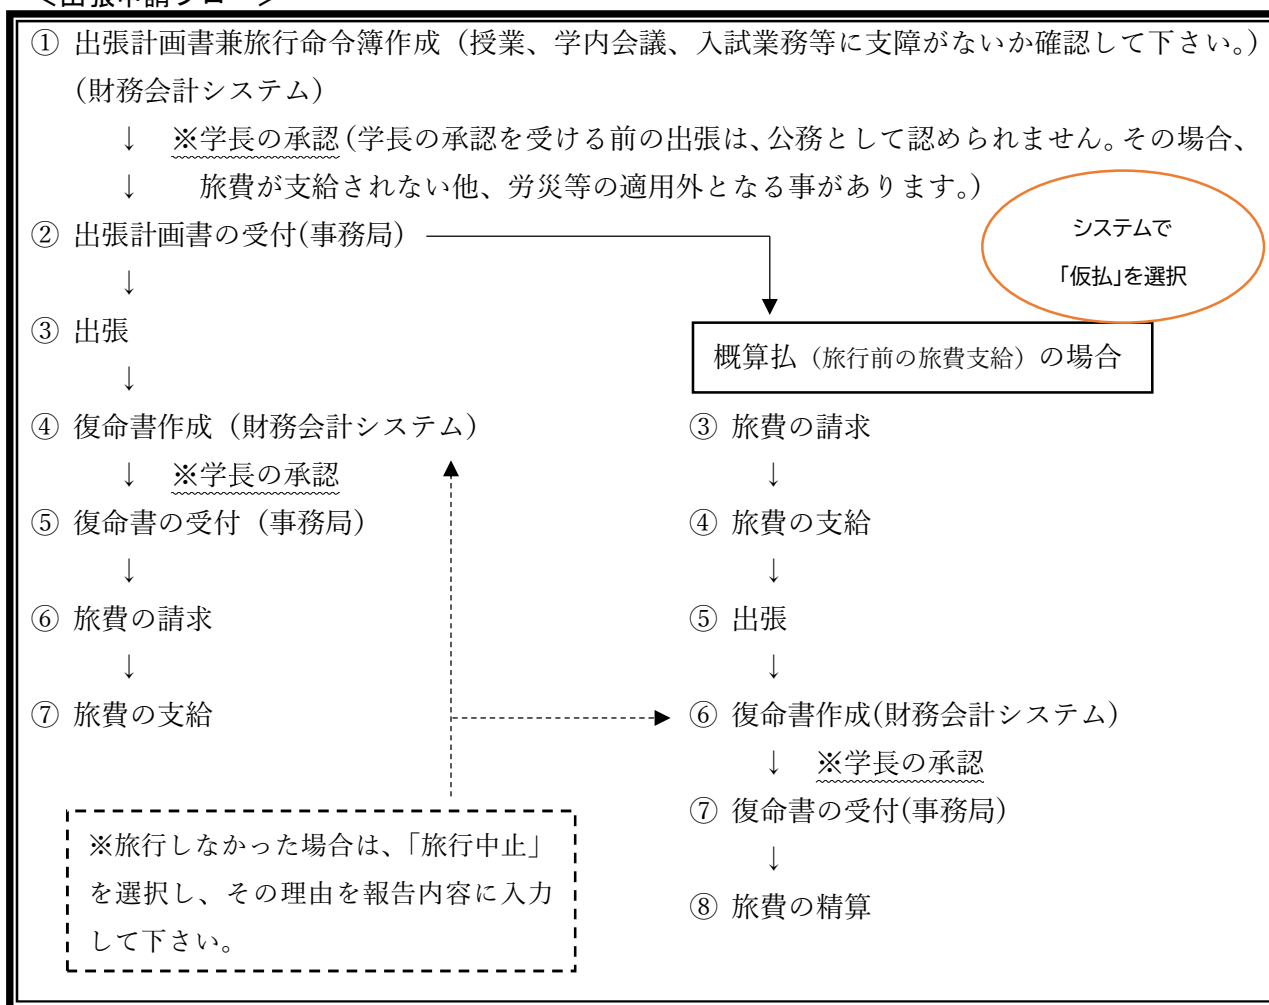 <出張申請フロー>
① 出張計画書兼旅行命令簿作成（授業、学内会議、入試業務等に支障がないか確認して下さい。）
（財務会計システム）
↓ ※学長の承認(学長の承認を受ける前の出張は、公務として認められません。その場合、
↓ 旅費が支給されない他、労災等の適用外となる事があります。)
② 出張計画書の受付(事務局)
↓
③ 出張
↓
④ 復命書作成（財務会計システム）
↓ ※学長の承認
⑤ 復命書の受付（事務局）
↓
⑥ 旅費の請求
↓
⑦ 旅費の支給
※旅行しなかった場合は、「旅行中止」
を選択し、その理由を報告内容に入力
して下さい。
システムで
「仮払」を選択
概算払（旅行前の旅費支給）の場合
③ 旅費の請求
↓
④ 旅費の支給
↓
⑤ 出張
↓
⑥ 復命書作成(財務会計システム)
↓ ※学長の承認
⑦ 復命書の受付(事務局)
↓
⑧ 旅費の精算